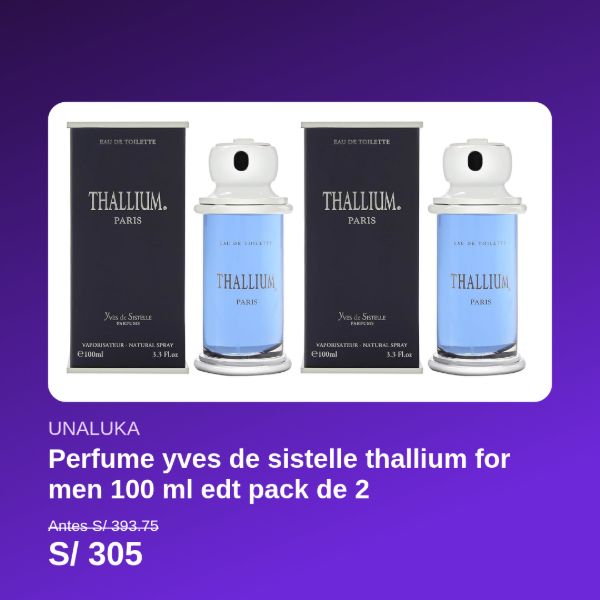 EAU DE TOILETTE
THALLIUM.
PARIS
Yves de Sistelle
PARFUMS
VAPORISATEUR - NATURAL SPRAY
℮100ml 3.3 Fl.oz
EAU DE TOILETTE
THALLIUM
PARIS
EAU DE TOILETTE
THALLIUM.
PARIS
Yves de Sistelle
PARFUMS
VAPORISATEUR - NATURAL SPRAY
℮100ml 3.3 Fl.oz
EAU DE TOILETTE
THALLIUM
PARIS
UNALUKA
Perfume yves de sistelle thallium for
men 100 ml edt pack de 2
Antes S/ 393.75
S/ 305